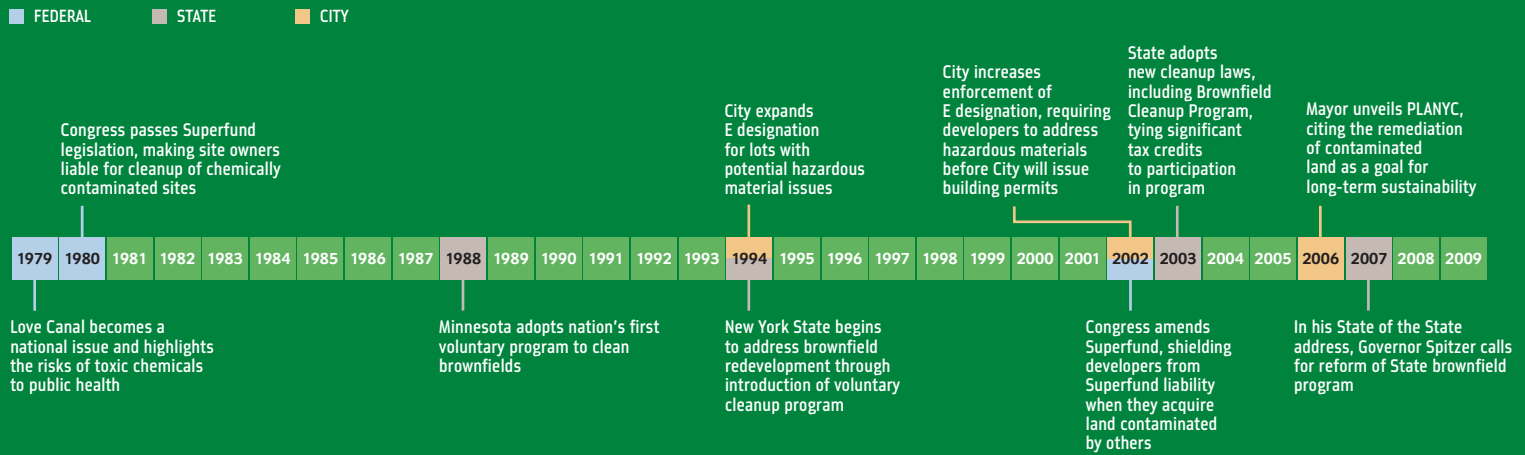 FEDERAL
STATE
CITY
Congress passes Superfund
legislation, making site owners
liable for cleanup of chemically
contaminated sites
City expands
E designation
for lots with
potential hazardous
material issues
City increases
enforcement of
E designation, requiring
developers to address
hazardous materials
before City will issue
building permits
State adopts
new cleanup laws,
including Brownfield
Cleanup Program,
tying significant
tax credits
to participation
in program
Mayor unveils PLANYC,
citing the remediation
of contaminated
land as a goal for
long-term sustainability
1979 1980 1981 1982 1983 1984 1985 1986 1987 1988 1989 1990 1991 1992 1993 1994 1995 1996 1997 1998 1999 2000 2001 2002 2003 2004 2005 2006 2007 2008 2009
Love Canal becomes a
national issue and highlights
the risks of toxic chemicals
to public health
Minnesota adopts nation's first
voluntary program to clean
brownfields
New York State begins
to address brownfield
redevelopment through
introduction of voluntary
cleanup program
Congress amends
Superfund, shielding
developers from
Superfund liability
when they acquire
land contaminated
by others
In his State of the State
address, Governor Spitzer calls
for reform of State brownfield
program